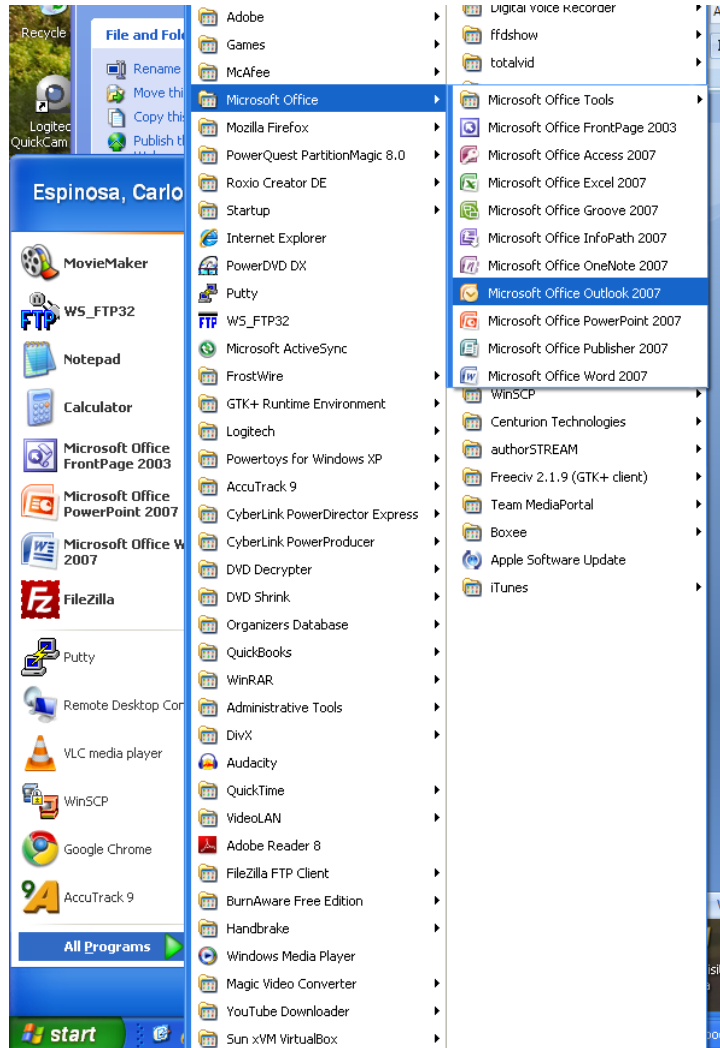 Recycle
File and Fold
Rename
Move thi
Copy this
Publish t
Logitec
QuickCam
Espinosa, Carlo
MovieMaker
WS_FTP32
Notepad
Calculator
Microsoft Office
FrontPage 2003
Microsoft Office
PowerPoint 2007
Microsoft Office W
2007
FileZilla
Putty
Remote Desktop Con
VLC media player
WinSCP
Google Chrome
AccuTrack 9
All Programs
start
Adobe
Games
McAfee
Microsoft Office
Mozilla Firefox
PowerQuest PartitionMagic 8.0
Roxio Creator DE
Startup
Internet Explorer
PowerDVD DX
Putty
WS_FTP32
Microsoft ActiveSync
FrostWire
GTK+ Runtime Environment
Logitech
Powertoys for Windows XP
AccuTrack 9
CyberLink PowerDirector Express
CyberLink PowerProducer
DVD Decrypter
DVD Shrink
Organizers Database
QuickBooks
WinRAR
Administrative Tools
DivX
Audacity
QuickTime
VideoLAN
Adobe Reader 8
FileZilla FTP Client
BurnAware Free Edition
Handbrake
Windows Media Player
Magic Video Converter
YouTube Downloader
Sun xVM VirtualBox
Digital Voice Recorder
ffdshow
totalvid
Microsoft Office Tools
Microsoft Office FrontPage 2003
Microsoft Office Access 2007
Microsoft Office Excel 2007
Microsoft Office Groove 2007
Microsoft Office InfoPath 2007
Microsoft Office OneNote 2007
Microsoft Office Outlook 2007
Microsoft Office PowerPoint 2007
Microsoft Office Publisher 2007
Microsoft Office Word 2007
WinSCP
Centurion Technologies
authorSTREAM
Freeciv 2.1.9 (GTK+ client)
Team MediaPortal
Boxee
Apple Software Update
iTunes